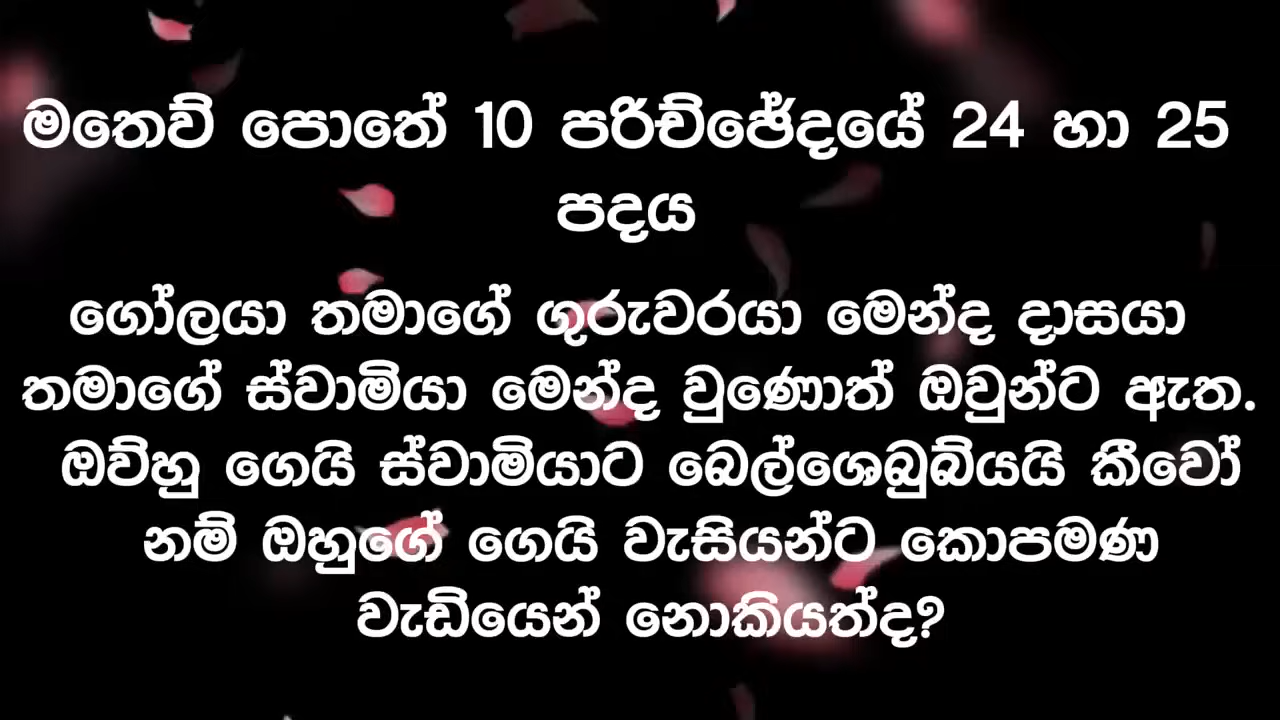 මතෙව් පොතේ 10 පරිච්ඡේදයේ 24 හා 25
පදය
ගෝලයා තමාගේ ගුරුවරයා මෙන්ද දාසයා
තමාගේ ස්වාමියා මෙන්ද වුණොත් ඔවුන්ට ඇත.
ඔව්හු ගෙයි ස්වාමියාට බෙල්ශෙබුබ්යයි කීවෝ
නම් ඔහුගේ ගෙයි වැසියන්ට කොපමණ
වැඩියෙන් නොකියත්ද?